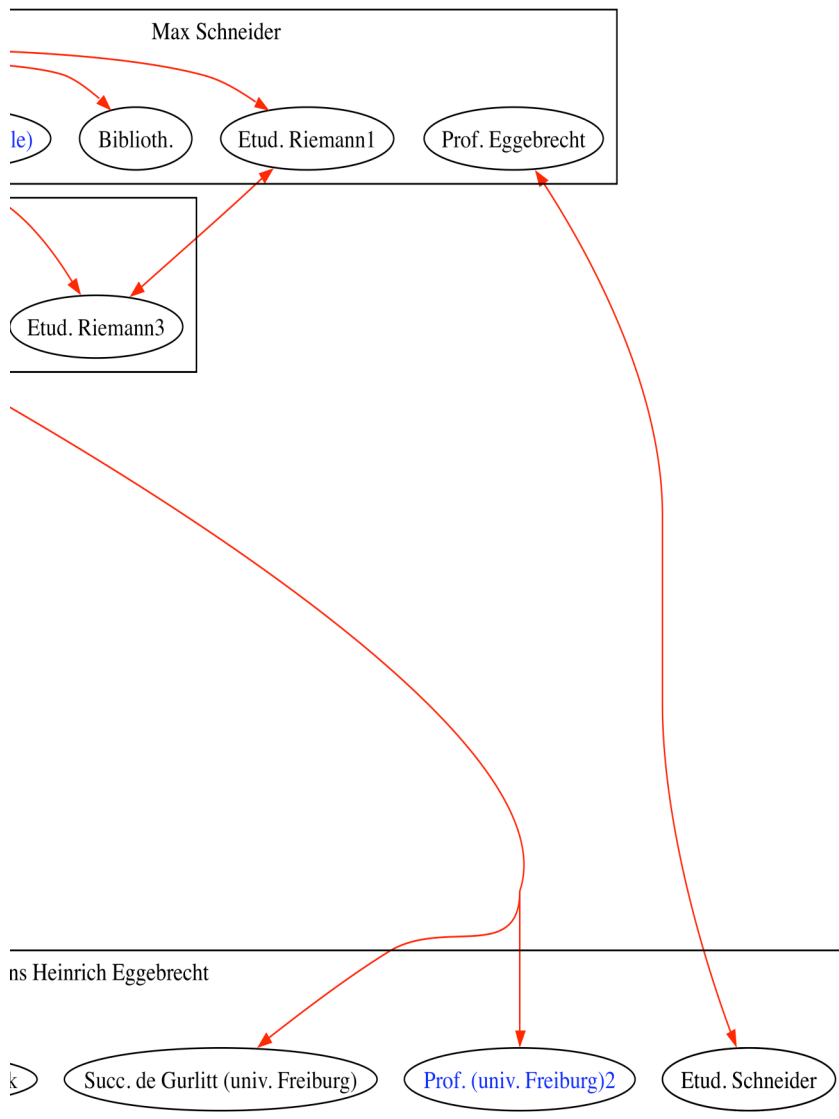 Max Schneider
le)
Biblioth.
Etud. Riemann1
Prof. Eggebrecht
Etud. Riemann3
ns Heinrich Eggebrecht
k
Succ. de Gurlitt (univ. Freiburg)
Prof. (univ. Freiburg)2
Etud. Schneider